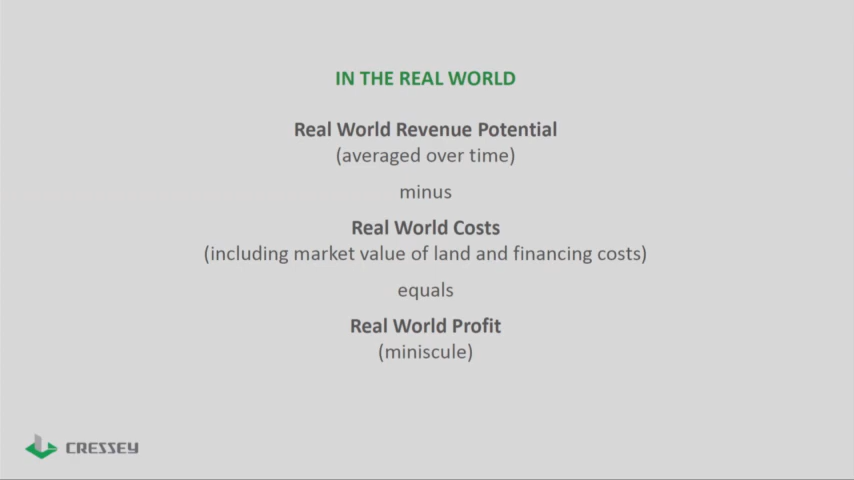 IN THE REAL WORLD
Real World Revenue Potential
(averaged over time)
minus
Real World Costs
(including market value of land and financing costs)
equals
Real World Profit
(miniscule)
CRESSEY